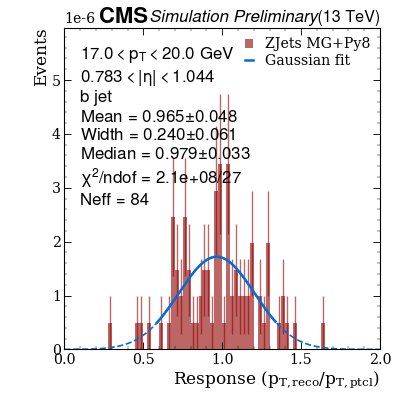 1e-6 CMS Simulation Preliminary (13 TeV)
Events
17.0 < pT < 20.0 GeV
0.783 < |η| < 1.044
b jet
Mean = 0.965±0.048
Width = 0.240±0.061
Median = 0.979±0.033
χ²/ndof = 2.1e+08/27
Neff = 84
ZJets MG+Py8
Gaussian fit
5
4
3
2
1
0
0.0 0.5 1.0 1.5 2.0
Response (pT,reco/pT,ptcl)